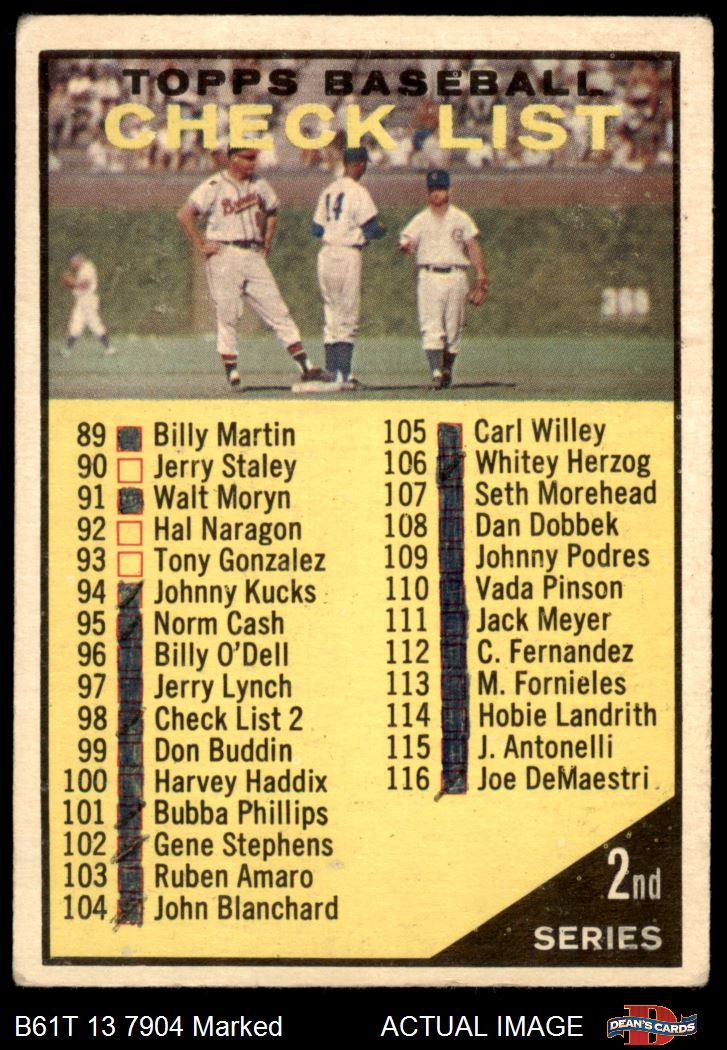 TOPPS BASEBALL
CHECK LIST
Braves
14
368
89 Billy Martin
90 Jerry Staley
91 Walt Moryn
92 Hal Naragon
93 Tony Gonzalez
94 Johnny Kucks
95 Norm Cash
96 Billy O'Dell
97 Jerry Lynch
98 Check List 2
99 Don Buddin
100 Harvey Haddix
101 Bubba Phillips
102 Gene Stephens
103 Ruben Amaro
104 John Blanchard
105 Carl Willey
106 Whitey Herzog
107 Seth Morehead
108 Dan Dobbek
109 Johnny Podres
110 Vada Pinson
111 Jack Meyer
112 C. Fernandez
113 M. Fornieles
114 Hobie Landrith
115 J. Antonelli
116 Joe DeMaestri
2nd
SERIES
B61T 13 7904 Marked
ACTUAL IMAGE
DEAN'S CARDS